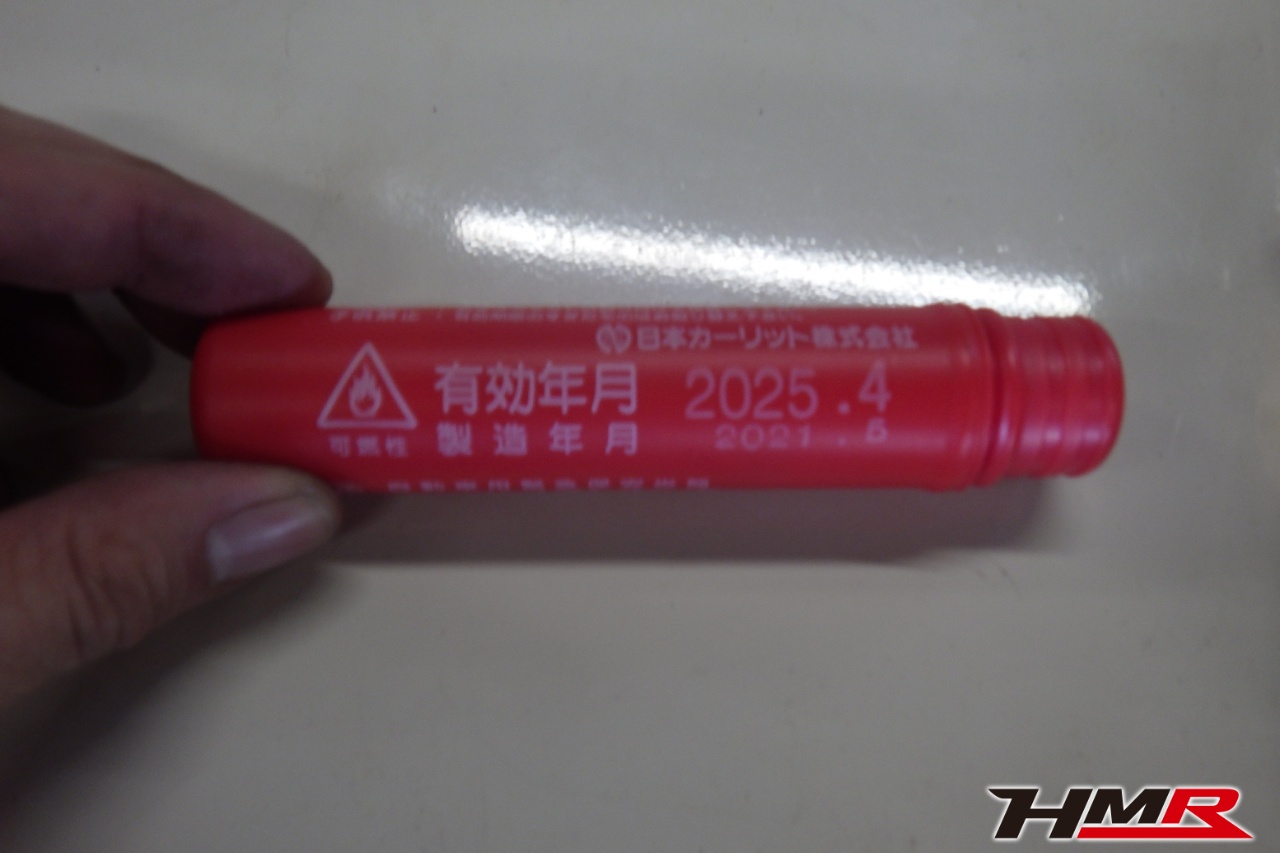 日本カーリット株式会社
有効年月 2025.4
製造年月 2021.5
可燃性
HMR